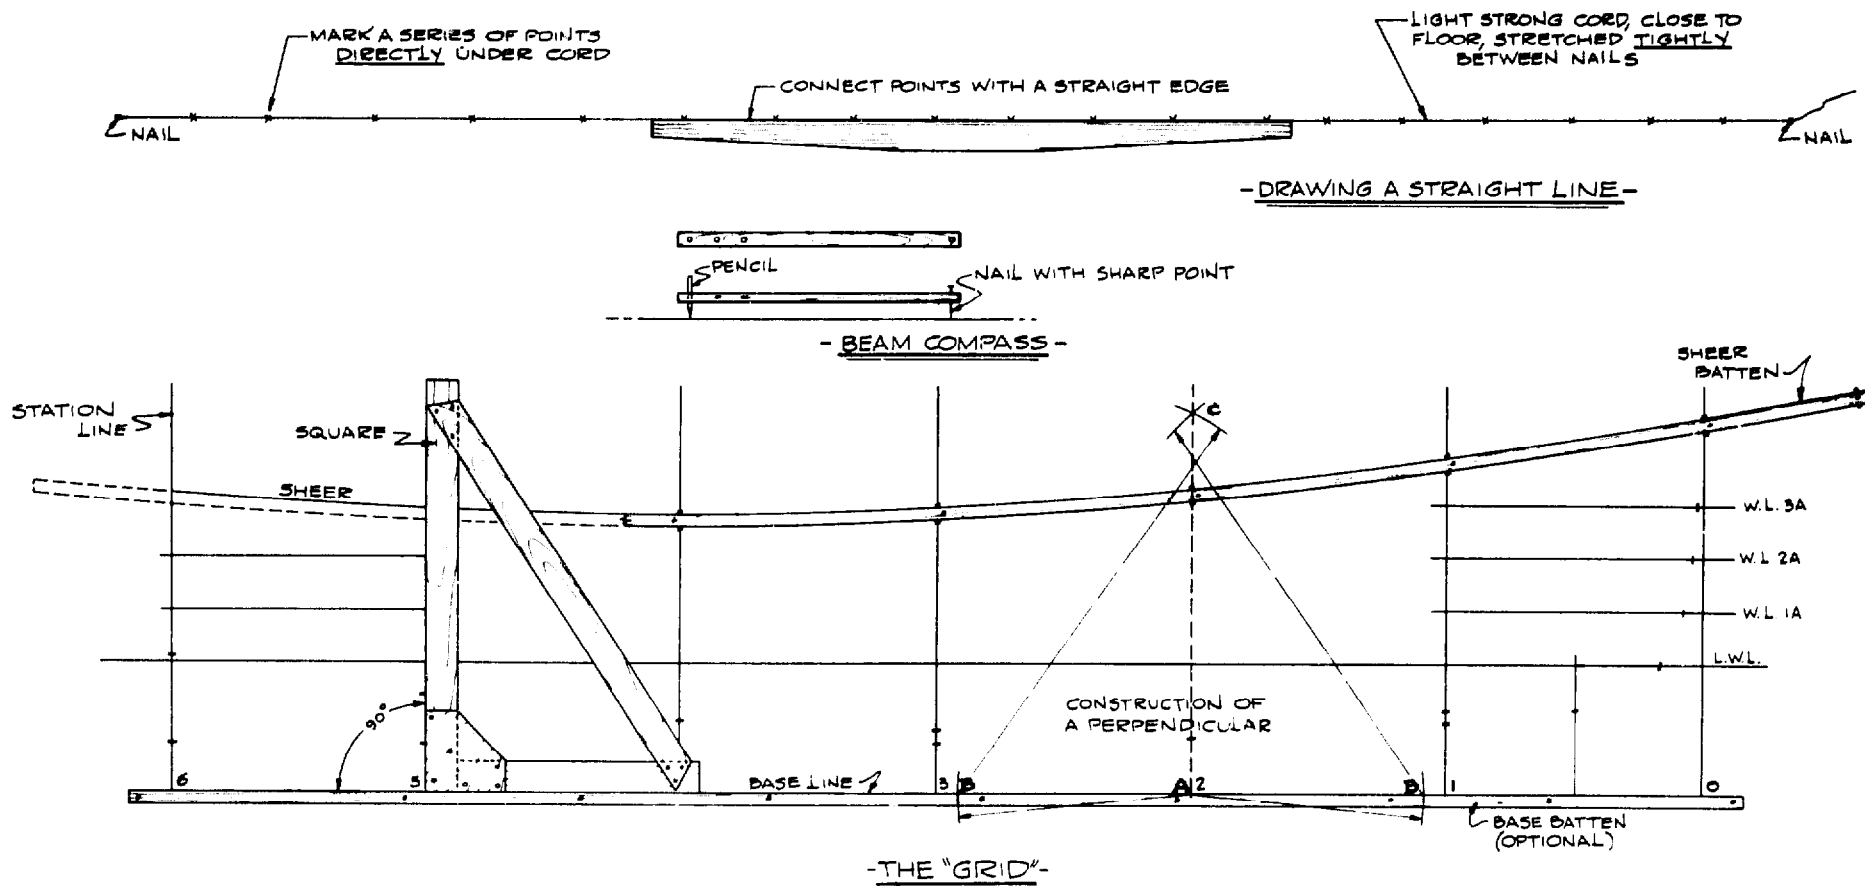 MARK A SERIES OF POINTS
DIRECTLY UNDER CORD
LIGHT STRONG CORD, CLOSE TO
FLOOR, STRETCHED TIGHTLY
BETWEEN NAILS
CONNECT POINTS WITH A STRAIGHT EDGE
NAIL
NAIL
-DRAWING A STRAIGHT LINE-
PENCIL
NAIL WITH SHARP POINT
- BEAM COMPASS -
SHEER
BATTEN
STATION
LINE
SQUARE
C
SHEER
W.L. 3A
W.L. 2A
W.L. 1A
L.W.L.
CONSTRUCTION OF
A PERPENDICULAR
90°
6
5
BASE LINE
3
B
A
2
B
1
0
BASE BATTEN
(OPTIONAL)
-THE "GRID"-